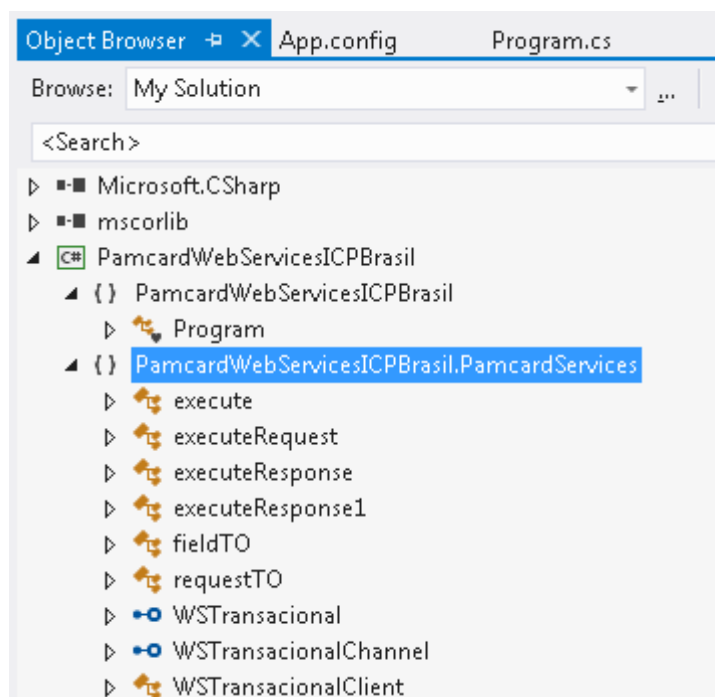 Object Browser App.config Program.cs
Browse: My Solution ...
<Search>
Microsoft.CSharp
mscorlib
C# PamcardWebServicesICPBrasil
{} PamcardWebServicesICPBrasil
Program
{} PamcardWebServicesICPBrasil.PamcardServices
execute
executeRequest
executeResponse
executeResponse1
fieldTO
requestTO
WSTransacional
WSTransacionalChannel
WSTransacionalClient